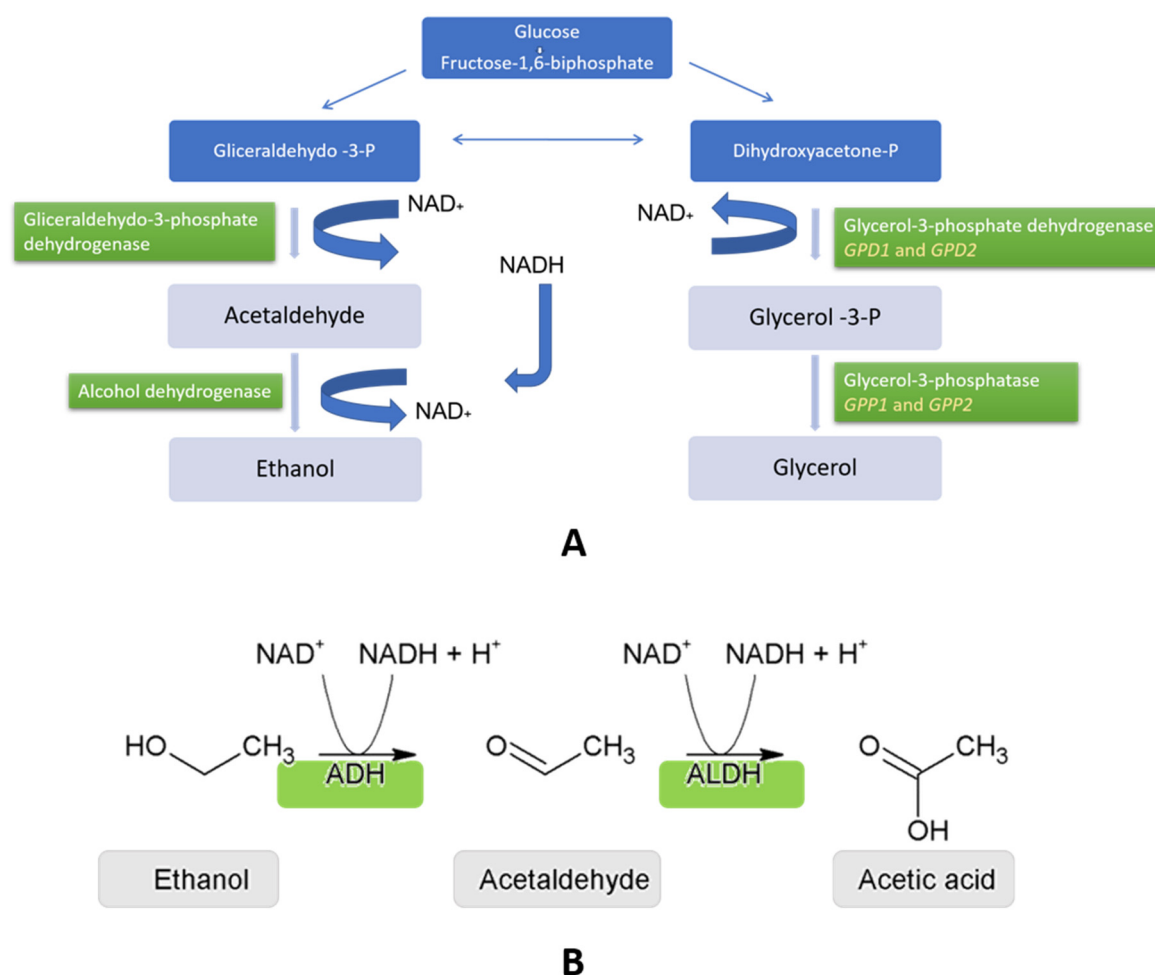 Glucose
Fructose-1,6-biphosphate
Gliceraldehydo -3-P
Dihydroxyacetone-P
Gliceraldehydo-3-phosphate
dehydrogenase
NAD+
NAD+
Glycerol-3-phosphate dehydrogenase
GPD1 and GPD2
NADH
Acetaldehyde
Glycerol -3-P
Alcohol dehydrogenase
NAD+
Glycerol-3-phosphatase
GPP1 and GPP2
Ethanol
Glycerol
A
NAD⁺ NADH + H⁺ NAD⁺ NADH + H⁺
HO CH₃ O CH₃ O CH₃
ADH ALDH
OH
Ethanol Acetaldehyde Acetic acid
B